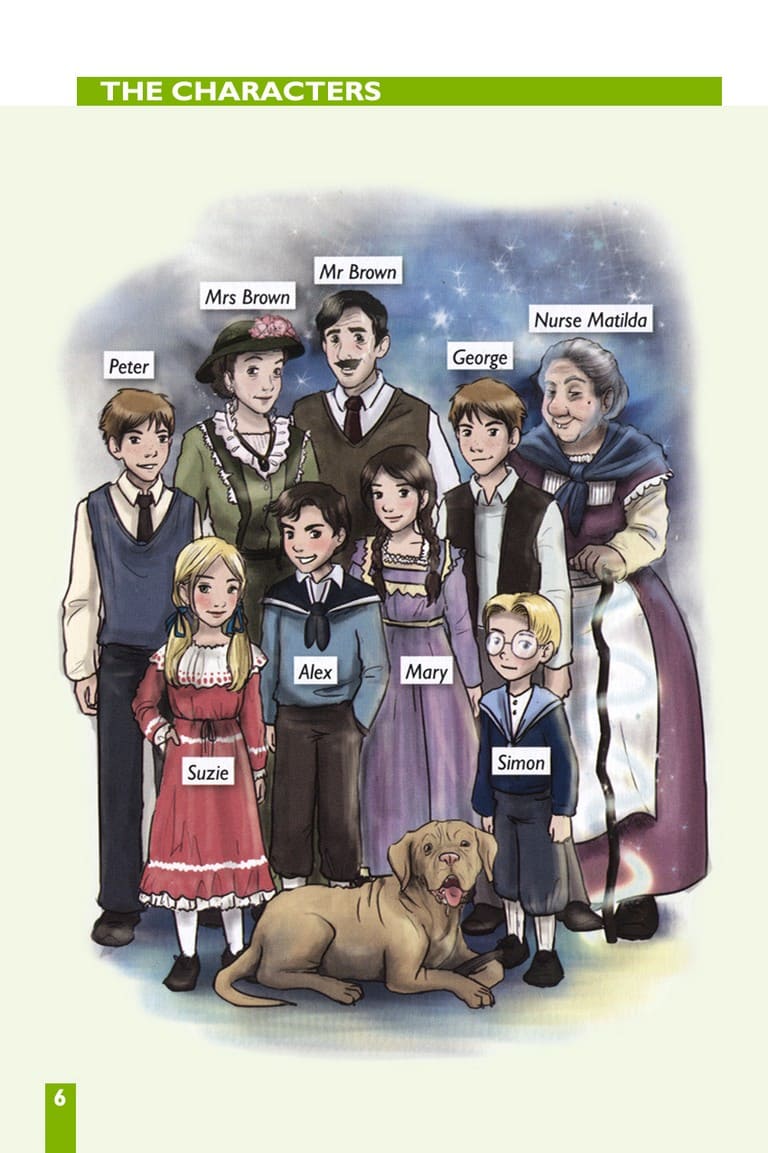 THE CHARACTERS
Mr Brown
Mrs Brown
Nurse Matilda
Peter
George
Alex
Mary
Suzie
Simon
6